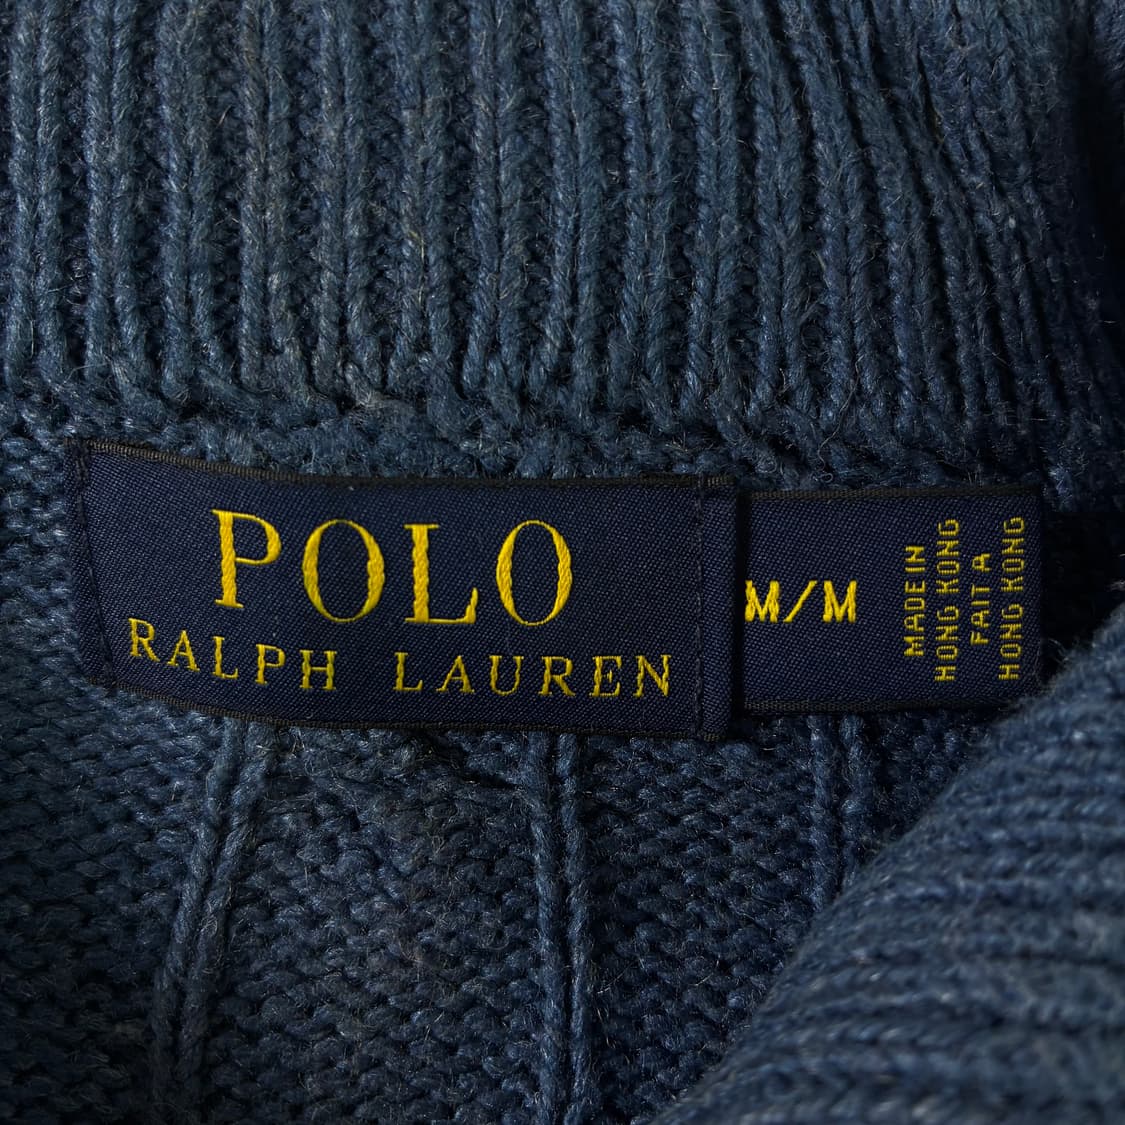 POLO
RALPH LAUREN
M/M
MADE IN
HONG KONG
FAIT A
HONG KONG